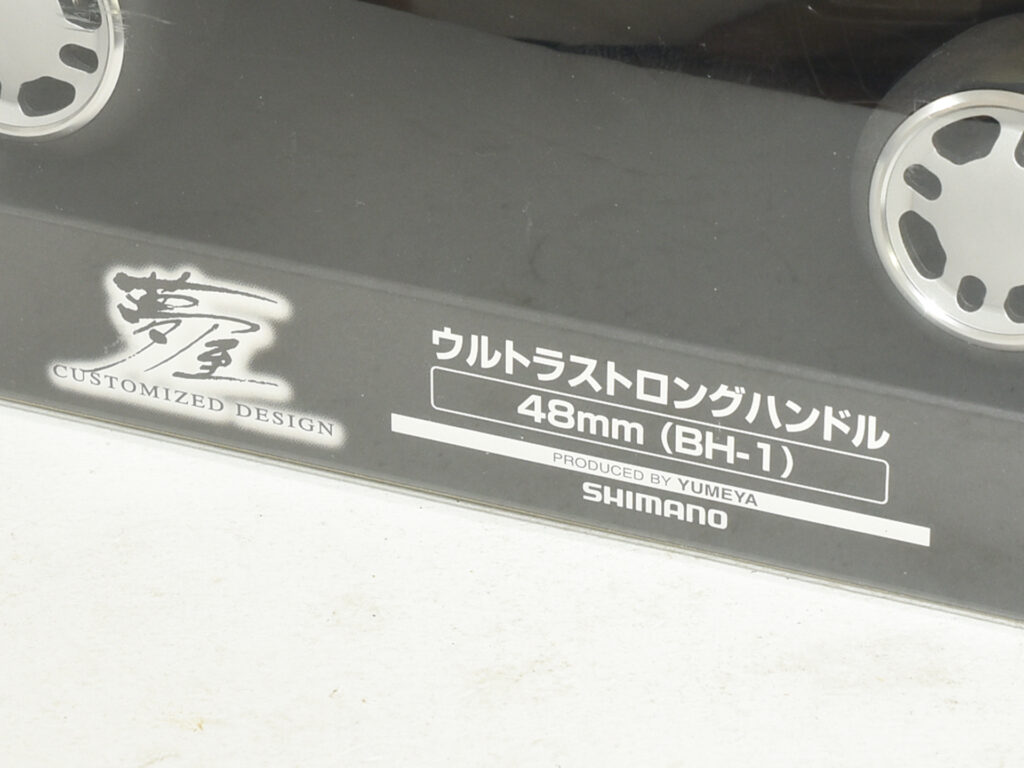 夢屋
CUSTOMIZED DESIGN
ウルトラストロングハンドル
48mm (BH-1)
PRODUCED BY YUMEYA
SHIMANO